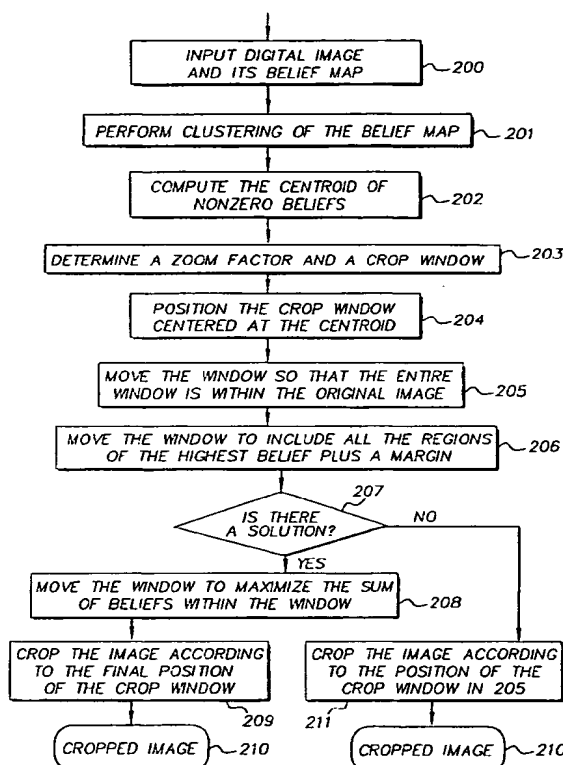 INPUT DIGITAL IMAGE
AND ITS BELIEF MAP
200
PERFORM CLUSTERING OF THE BELIEF MAP
201
COMPUTE THE CENTROID OF
NONZERO BELIEFS
202
DETERMINE A ZOOM FACTOR AND A CROP WINDOW
203
POSITION THE CROP WINDOW
CENTERED AT THE CENTROID
204
MOVE THE WINDOW SO THAT THE ENTIRE
WINDOW IS WITHIN THE ORIGINAL IMAGE
205
MOVE THE WINDOW TO INCLUDE ALL THE REGIONS
OF THE HIGHEST BELIEF PLUS A MARGIN
206
207
IS THERE
A SOLUTION?
NO
YES
MOVE THE WINDOW TO MAXIMIZE THE SUM
OF BELIEFS WITHIN THE WINDOW
208
CROP THE IMAGE ACCORDING
TO THE FINAL POSITION
OF THE CROP WINDOW
209
CROP THE IMAGE ACCORDING
TO THE POSITION OF THE
CROP WINDOW IN 205
211
CROPPED IMAGE
210
CROPPED IMAGE
210